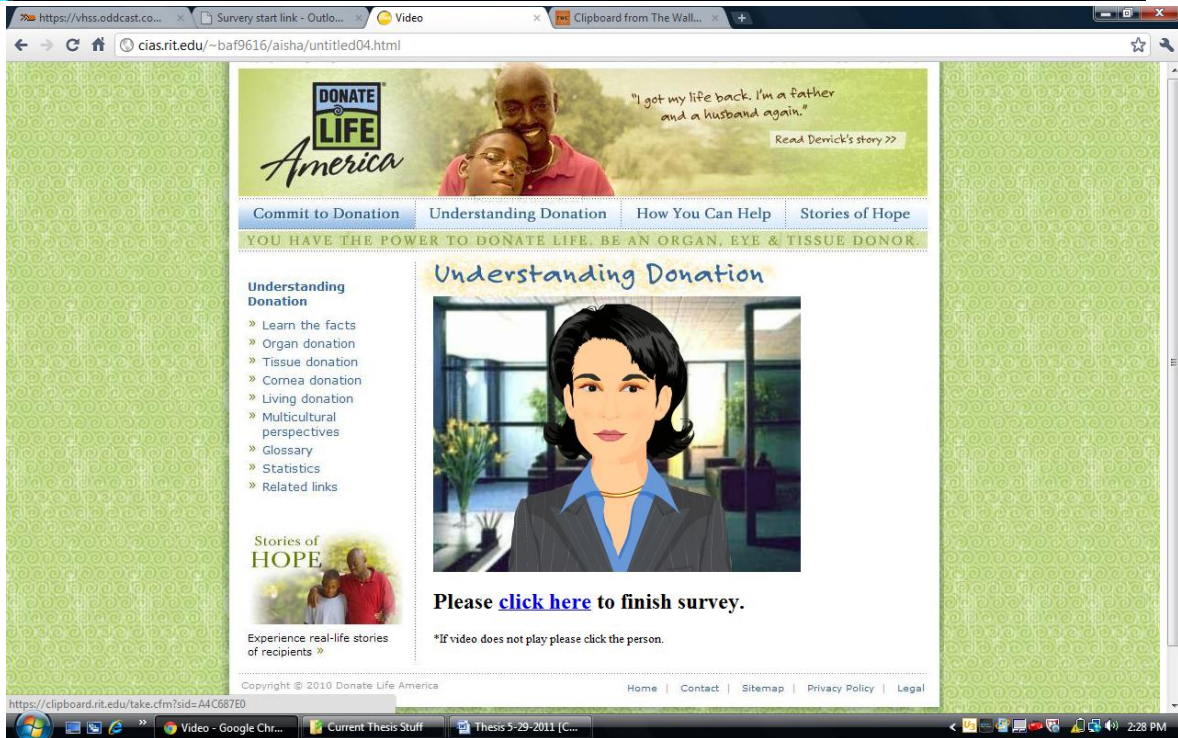 https://vhss.oddcast.co...
Survery start link - Outlo...
Video
Clipboard from The Wall...
cias.rit.edu/~baf9616/aisha/untitled04.html
DONATE
LIFE
America
"I got my life back. I'm a father
and a husband again."
Read Derrick's story >>
Commit to Donation
Understanding Donation
How You Can Help
Stories of Hope
YOU HAVE THE POWER TO DONATE LIFE. BE AN ORGAN, EYE & TISSUE DONOR.
Understanding
Donation
» Learn the facts
» Organ donation
» Tissue donation
» Cornea donation
» Living donation
» Multicultural
perspectives
» Glossary
» Statistics
» Related links
Stories of
HOPE
Experience real-life stories
of recipients »
Understanding Donation
Please click here to finish survey.
*If video does not play please click the person.
Copyright © 2010 Donate Life America
Home | Contact | Sitemap | Privacy Policy | Legal
https://clipboard.rit.edu/take.cfm?sid=A4C687E0
Video - Google Chr...
Current Thesis Stuff
Thesis 5-29-2011 [C...
2:28 PM